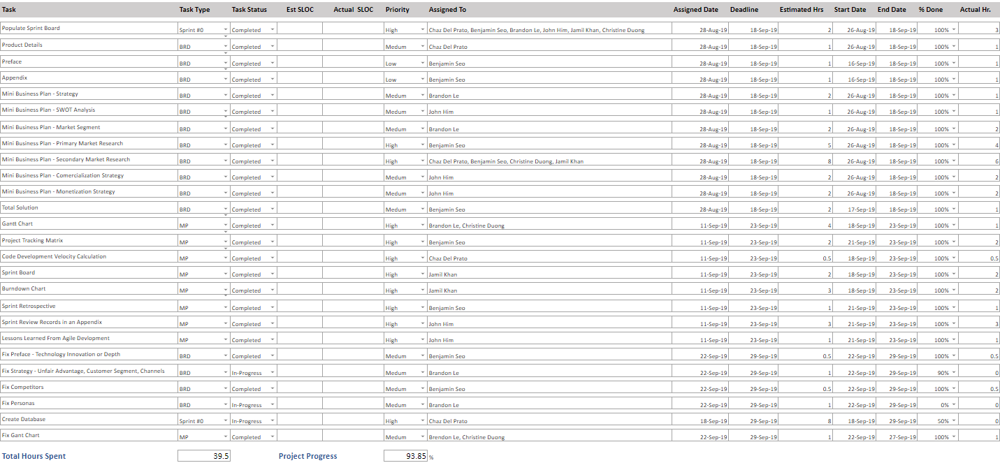 Task Task Type Task Status Est SLOC Actual SLOC Priority Assigned To Assigned Date Deadline Estimated Hrs Start Date End Date % Done Actual Hr.
Populate Sprint Board Sprint #0 Completed High Chaz Del Prato, Benjamin Seo, Brandon Le, John Him, Jamil Khan, Christine Duong 28-Aug-19 18-Sep-19 2 26-Aug-19 18-Sep-19 100% 3
Product Details BRD Completed Medum Chaz Del Prato 28-Aug-19 18-Sep-19 1 26-Aug-19 18-Sep-19 100% 1
Preface BRD Completed Low Benjamin Seo 28-Aug-19 18-Sep-19 1 16-Sep-19 18-Sep-19 100% 1
Appendix BRD Completed Low Benjamin Seo 28-Aug-19 18-Sep-19 1 16-Sep-19 18-Sep-19 100% 1
Mini Business Plan - Strategy BRD Completed Medum Brandon Le 28-Aug-19 18-Sep-19 2 26-Aug-19 18-Sep-19 100% 1
Mini Business Plan - SWOT Analysis BRD Completed Medum John Him 28-Aug-19 18-Sep-19 1 26-Aug-19 18-Sep-19 100% 1
Mini Business Plan - Market Segment BRD Completed Medum Brandon Le 28-Aug-19 18-Sep-19 2 26-Aug-19 18-Sep-19 100% 2
Mini Business Plan - Primary Market Research BRD Completed High Benjamin Seo 28-Aug-19 18-Sep-19 5 26-Aug-19 18-Sep-19 100% 4
Mini Business Plan - Secondary Market Research BRD Completed High Chaz Del Prato, Benjamin Seo, Christine Duong, Jamil Khan 28-Aug-19 18-Sep-19 8 26-Aug-19 18-Sep-19 100% 6
Mini Business Plan - Comercialization Strategy BRD Completed Medum John Him 28-Aug-19 18-Sep-19 2 26-Aug-19 18-Sep-19 100% 2
Mini Business Plan - Monetization Strategy BRD Completed Medum John Him 28-Aug-19 18-Sep-19 2 26-Aug-19 18-Sep-19 100% 2
Total Solution BRD Completed Medum Benjamin Seo 28-Aug-19 18-Sep-19 2 17-Sep-19 18-Sep-19 100% 1
Gantt Chart MP Completed High Brandon Le, Christine Duong 11-Sep-19 23-Sep-19 4 18-Sep-19 23-Sep-19 100% 1
Project Tracking Matrix MP Completed High Benjamin Seo 11-Sep-19 23-Sep-19 2 21-Sep-19 23-Sep-19 100% 2
Code Development Velocity Calculation MP Completed High Chaz Del Prato 11-Sep-19 23-Sep-19 0.5 18-Sep-19 23-Sep-19 100% 0.5
Sprint Board MP Completed High Jamil Khan 11-Sep-19 23-Sep-19 2 18-Sep-19 23-Sep-19 100% 2
Burndown Chart MP Completed High Jamil Khan 11-Sep-19 23-Sep-19 3 18-Sep-19 23-Sep-19 100% 2
Sprint Retrospective MP Completed High Benjamin Seo 11-Sep-19 23-Sep-19 1 21-Sep-19 23-Sep-19 100% 1
Sprint Review Records in an Appendix MP Completed High John Him 11-Sep-19 23-Sep-19 3 21-Sep-19 23-Sep-19 100% 3
Lessons Learned From Agile Devlopment MP Completed High John Him 11-Sep-19 23-Sep-19 1 21-Sep-19 23-Sep-19 100% 1
Fix Preface - Technology Innovation or Depth BRD Completed Medum Benjamin Seo 22-Sep-19 29-Sep-19 0.5 22-Sep-19 29-Sep-19 100% 0.5
Fix Strategy - Unfair Advantage, Customer Segment, Channels BRD In-Progress Medum Brandon Le 22-Sep-19 29-Sep-19 1 22-Sep-19 29-Sep-19 90% 0
Fix Competitors BRD Completed Medum Benjamin Seo 22-Sep-19 29-Sep-19 0.5 22-Sep-19 29-Sep-19 100% 0.5
Fix Personas BRD In-Progress Medum Brandon Le 22-Sep-19 29-Sep-19 1 22-Sep-19 29-Sep-19 0% 0
Create Database Sprint #0 In-Progress High Chaz Del Prato 18-Sep-19 29-Sep-19 8 18-Sep-19 29-Sep-19 50% 0
Fix Gant Chart MP Completed Medum Brendon Le, Christine Duong 22-Sep-19 29-Sep-19 1 22-Sep-19 27-Sep-19 100% 1
Total Hours Spent 39.5 Project Progress 93.85 %